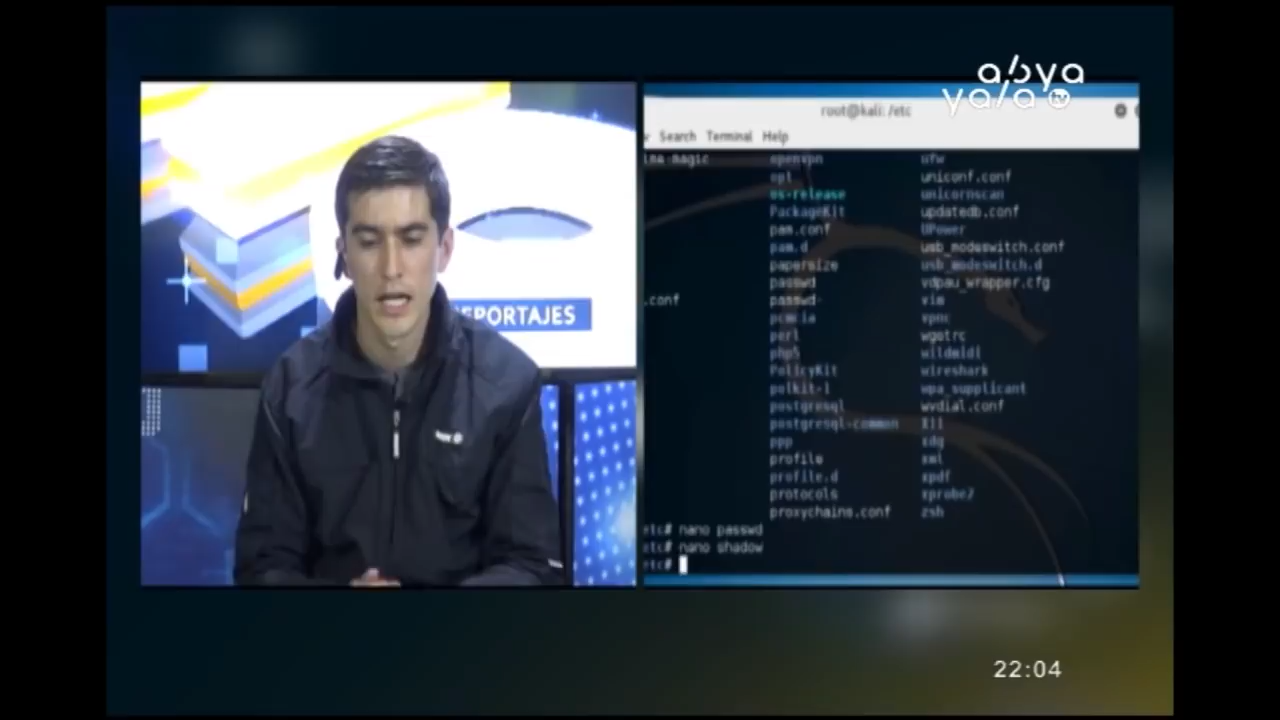 abya
yala tv
EPORTAJES
root@kali: /etc
Search Terminal Help
openvpn ufw
opt uniconf.conf
os-release unicornscan
PackageKit updatedb.conf
pam.conf UPower
pam.d usb_modeswitch.conf
papersize usb_modeswitch.d
passwd vdpau_wrapper.cfg
.conf passwd- vim
pcmcia vpnc
perl wgetrc
php5 wildmidi
PolicyKit wireshark
polkit-1 wpa_supplicant
postgresql wvdial.conf
postgresql-common X11
ppp xdg
profile xml
profile.d xpdf
protocols xprobe2
proxychains.conf zsh
etc# nano passwd
etc# nano shadow
etc#
22:04